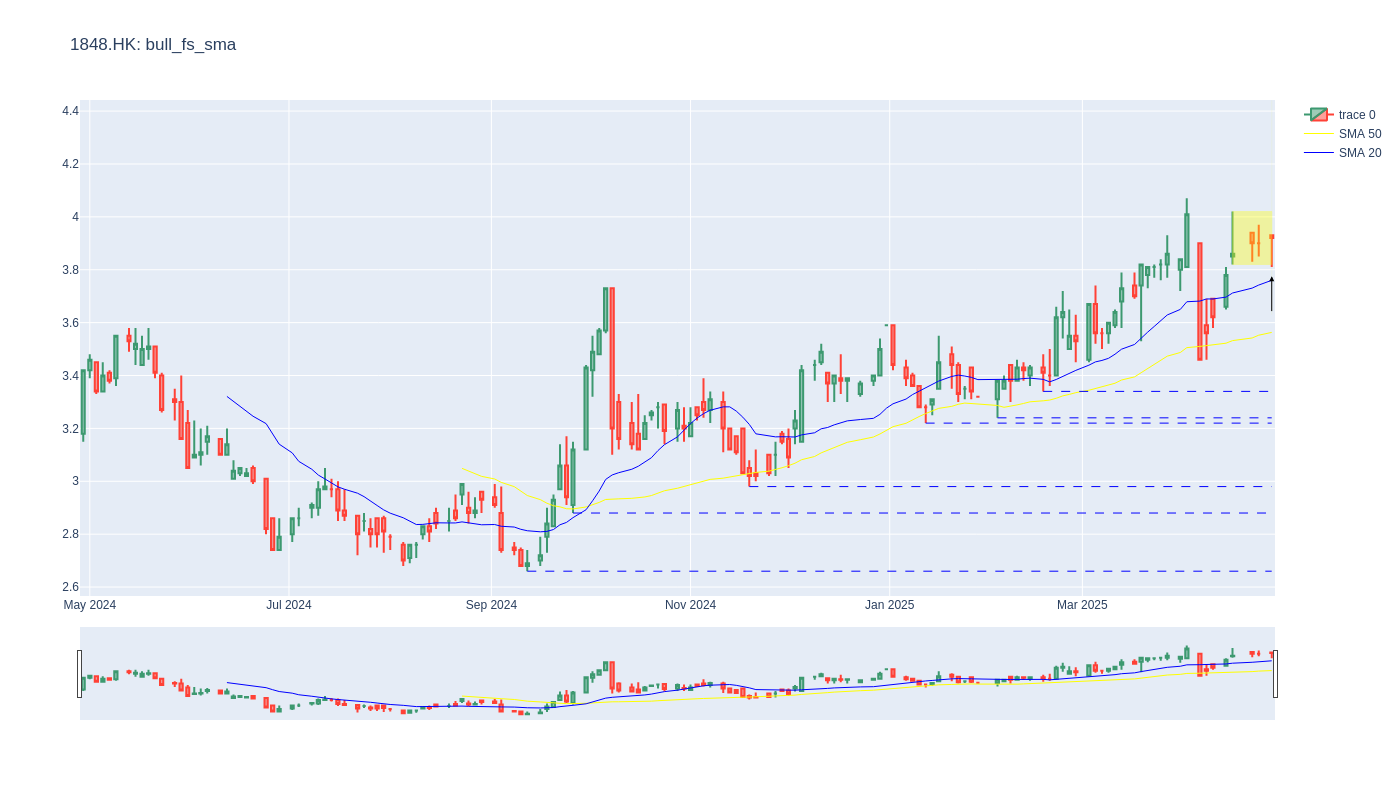 1848.HK: bull_fs_sma
4.4
4.2
4
3.8
3.6
3.4
3.2
3
2.8
2.6
May 2024
Jul 2024
Sep 2024
Nov 2024
Jan 2025
Mar 2025
trace 0
SMA 50
SMA 20